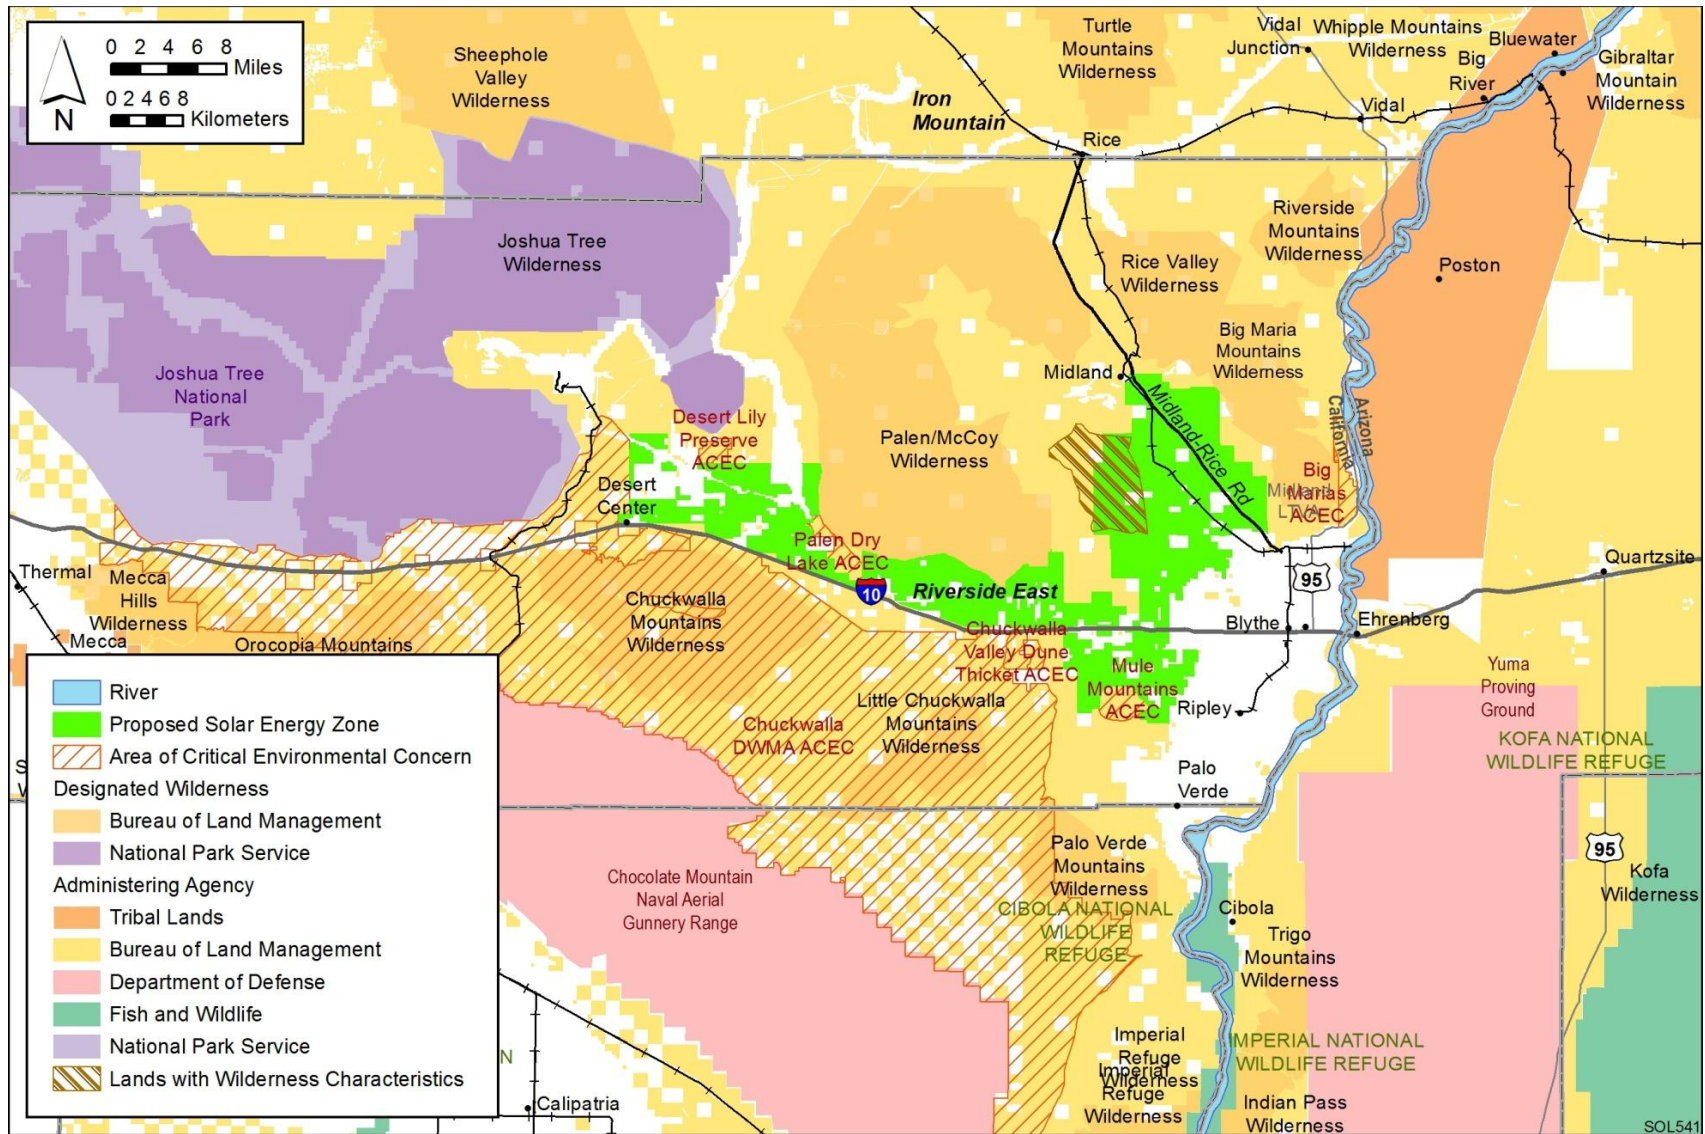 0 2 4 6 8
Miles
0 2 4 6 8
Kilometers
N
Sheephole
Valley
Wilderness
Turtle
Mountains
Wilderness
Vidal
Junction
Whipple Mountains
Wilderness
Bluewater
Big
River
Gibraltar
Mountain
Wilderness
Iron
Mountain
Vidal
Rice
Joshua Tree
Wilderness
Riverside
Mountains
Wilderness
Rice Valley
Wilderness
Poston
Big Maria
Mountains
Wilderness
Joshua Tree
National
Park
Midland
Midland-Rice Rd
Arizona
California
Desert Lily
Preserve
ACEC
Palen/McCoy
Wilderness
Desert
Center
Big
Marias
ACEC
Midland
LTVA
Palen Dry
Lake ACEC
10
Riverside East
95
Quartzsite
Thermal
Mecca
Hills
Wilderness
Mecca
Orocopia Mountains
Chuckwalla
Mountains
Wilderness
Chuckwalla
Valley Dune
Thicket ACEC
Blythe
Ehrenberg
Mule
Mountains
ACEC
Ripley
Yuma
Proving
Ground
Little Chuckwalla
Mountains
Wilderness
Chuckwalla
DWMA ACEC
KOFA NATIONAL
WILDLIFE REFUGE
Palo
Verde
95
Kofa
Wilderness
Palo Verde
Mountains
Wilderness
Chocolate Mountain
Naval Aerial
Gunnery Range
CIBOLA NATIONAL
WILDLIFE
REFUGE
Cibola
Trigo
Mountains
Wilderness
Imperial
Refuge
Wilderness
Imperial
Refuge
Wilderness
IMPERIAL NATIONAL
WILDLIFE REFUGE
Indian Pass
Wilderness
Calipatria
N
River
Proposed Solar Energy Zone
Area of Critical Environmental Concern
Designated Wilderness
Bureau of Land Management
National Park Service
Administering Agency
Tribal Lands
Bureau of Land Management
Department of Defense
Fish and Wildlife
National Park Service
Lands with Wilderness Characteristics
SOL541